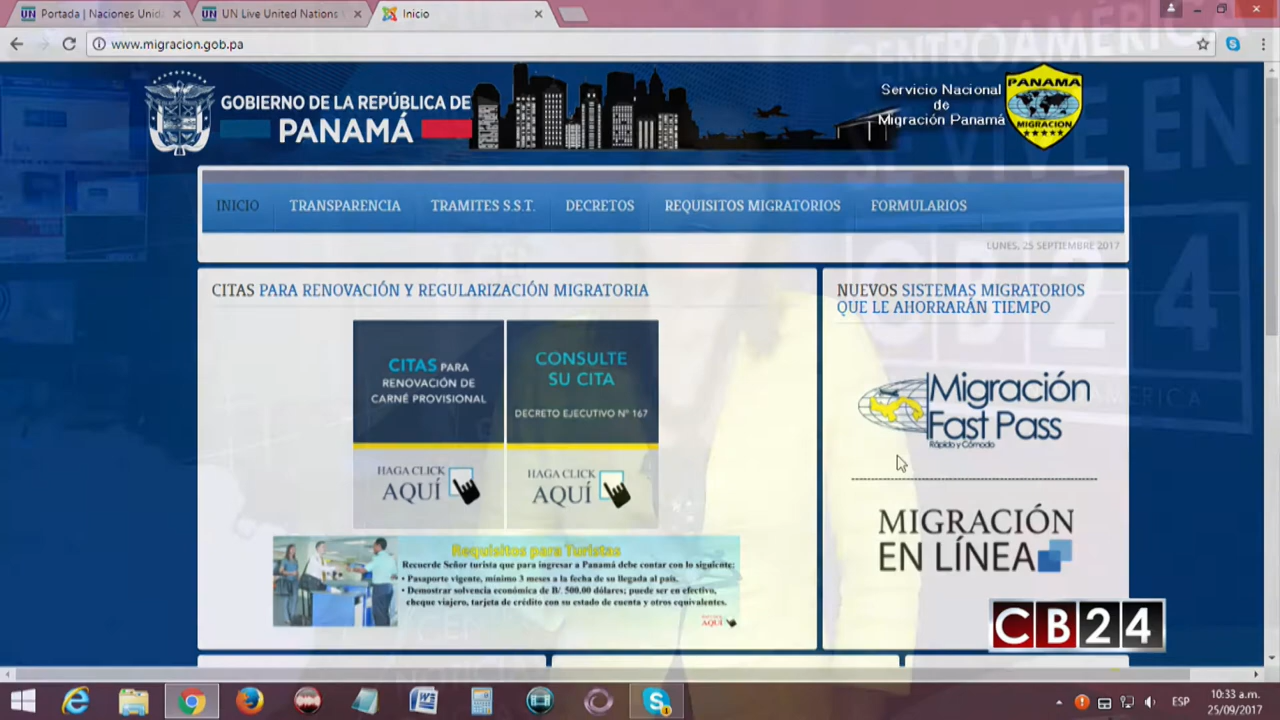 Portada | Naciones Unid
UN Live United Nations
Inicio
www.migracion.gob.pa
CENTROAMÉRICA
SE VIVE EN
CB24
GOBIERNO DE LA REPÚBLICA DE
PANAMÁ
Servicio Nacional
de
Migración Panamá
PANAMA
MIGRACION
INICIO
TRANSPARENCIA
TRAMITES S.S.T.
DECRETOS
REQUISITOS MIGRATORIOS
FORMULARIOS
LUNES, 25 SEPTIEMBRE 2017
CITAS PARA RENOVACIÓN Y REGULARIZACIÓN MIGRATORIA
CITAS PARA
RENOVACIÓN DE
CARNÉ PROVISIONAL
HAGA CLICK
AQUÍ
CONSULTE
SU CITA
DECRETO EJECUTIVO Nº 167
HAGA CLICK
AQUÍ
Requisitos para Turistas
Recuerde Señor turista que para ingresar a Panamá debe contar con lo siguiente:
• Pasaporte vigente, mínimo 3 meses a la fecha de su llegada al país.
• Demostrar solvencia económica de B/. 500.00 dólares; puede ser en efectivo,
cheque viajero, tarjeta de crédito con su estado de cuenta y otros equivalentes.
AQUÍ
NUEVOS SISTEMAS MIGRATORIOS
QUE LE AHORRARÁN TIEMPO
Migración
Fast Pass
Rápido y Cómodo
MIGRACIÓN
EN LÍNEA
CB24
ESP
10:33 a.m.
25/09/2017